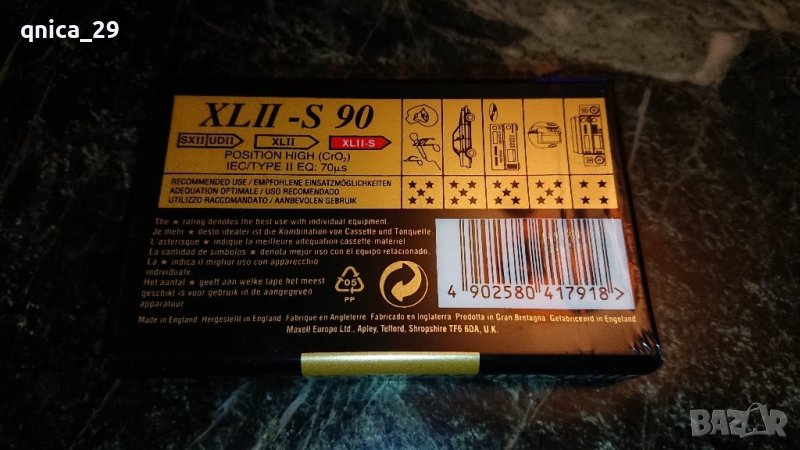 qnica_29
XLII-S 90
SXII/UDII XLII XLII-S
POSITION HIGH (CrO₂)
IEC/TYPE II EQ: 70µs
RECOMMENDED USE / EMPFOHLENE EINSATZMÖGLICHKEITEN
ADEQUATION OPTIMALE / USO RECOMENDADO
UTILIZZO RACCOMANDATO / AANBEVOLEN GEBRUIK
The ★ rating denotes the best use with individual equipment.
Je mehr ★ desto idealer ist die Kombination von Cassette und Tonquelle.
L'asterisque ★ indique la meilleure adequation cassette-matériel
La cantidad de simbolos ★ denota mejor uso con el equipo relacionado.
La ★ indica il miglior uso con apparecchio
individuale
Het aantal ★ geeft aan welke tape het meest
geschikt is voor gebruik in de aangegeven
apparatuur
05
PP
4 902580 417918 >
Made in England Hergestellt in England Fabriqué en Angleterre Fabricado en Inglaterra Prodotta in Gran Bretagna Gefabriceerd in Engeland
Maxell Europe Ltd., Apley, Telford, Shropshire TF6 6DA, U.K.
BAZAR